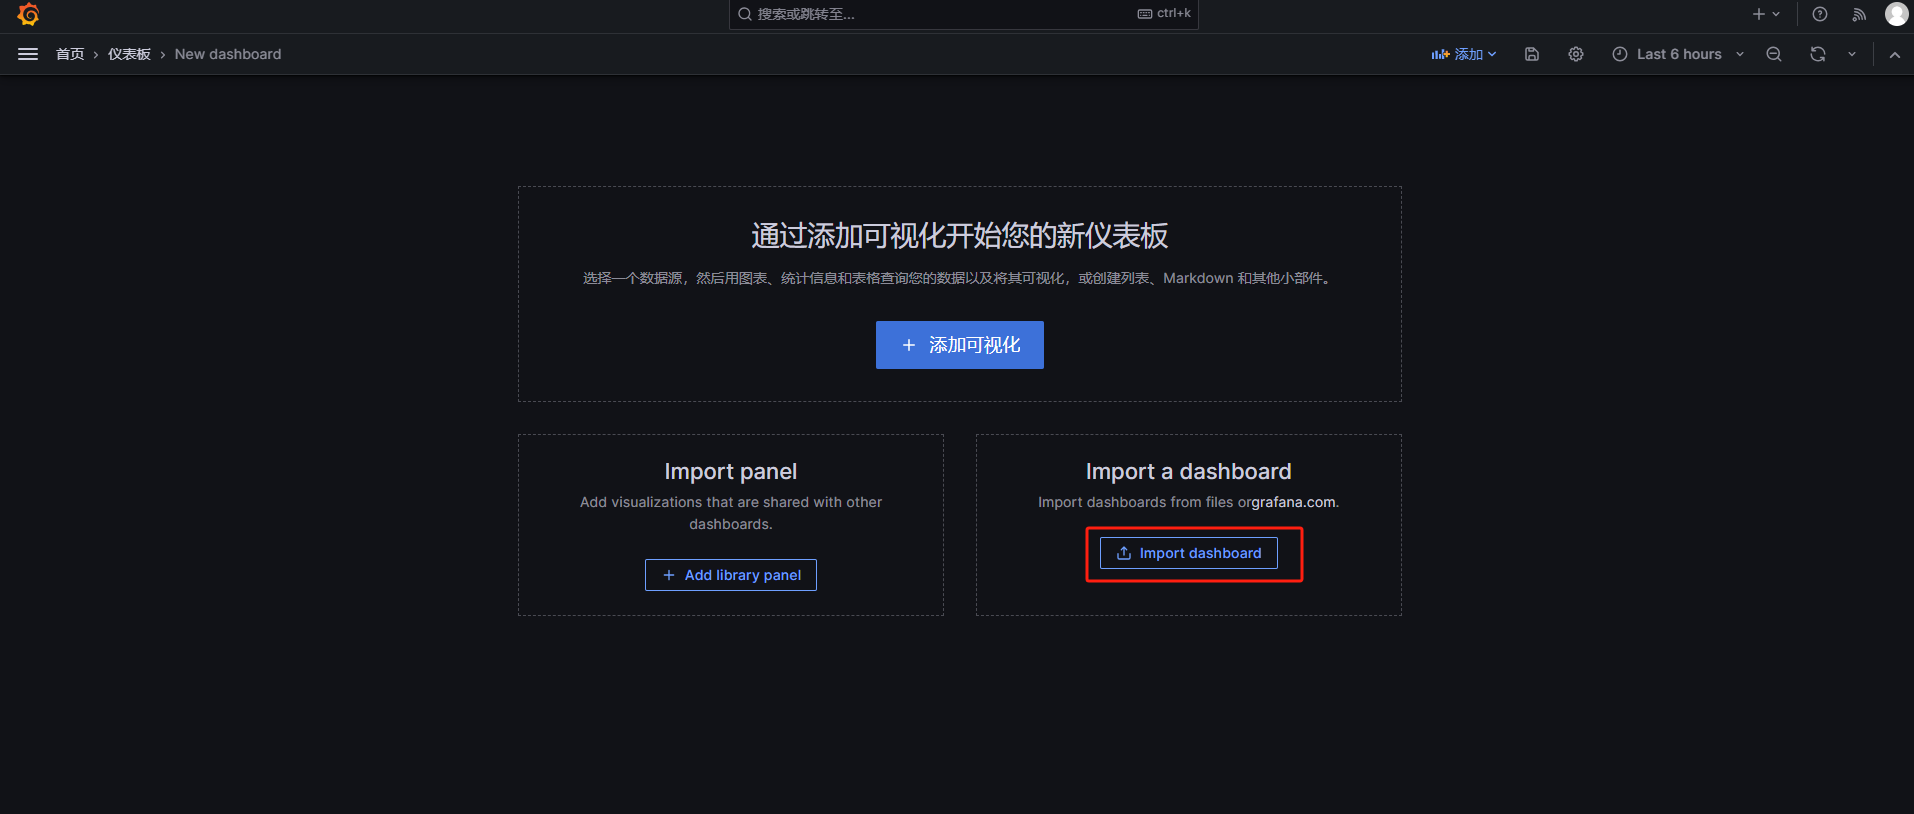 搜索或跳转至...
ctrl+k
首页 › 仪表板 › New dashboard
添加
Last 6 hours
通过添加可视化开始您的新仪表板
选择一个数据源，然后用图表、统计信息和表格查询您的数据以及将其可视化，或创建列表、Markdown 和其他小部件。
添加可视化
Import panel
Add visualizations that are shared with other
dashboards.
Add library panel
Import a dashboard
Import dashboards from files orgrafana.com.
Import dashboard